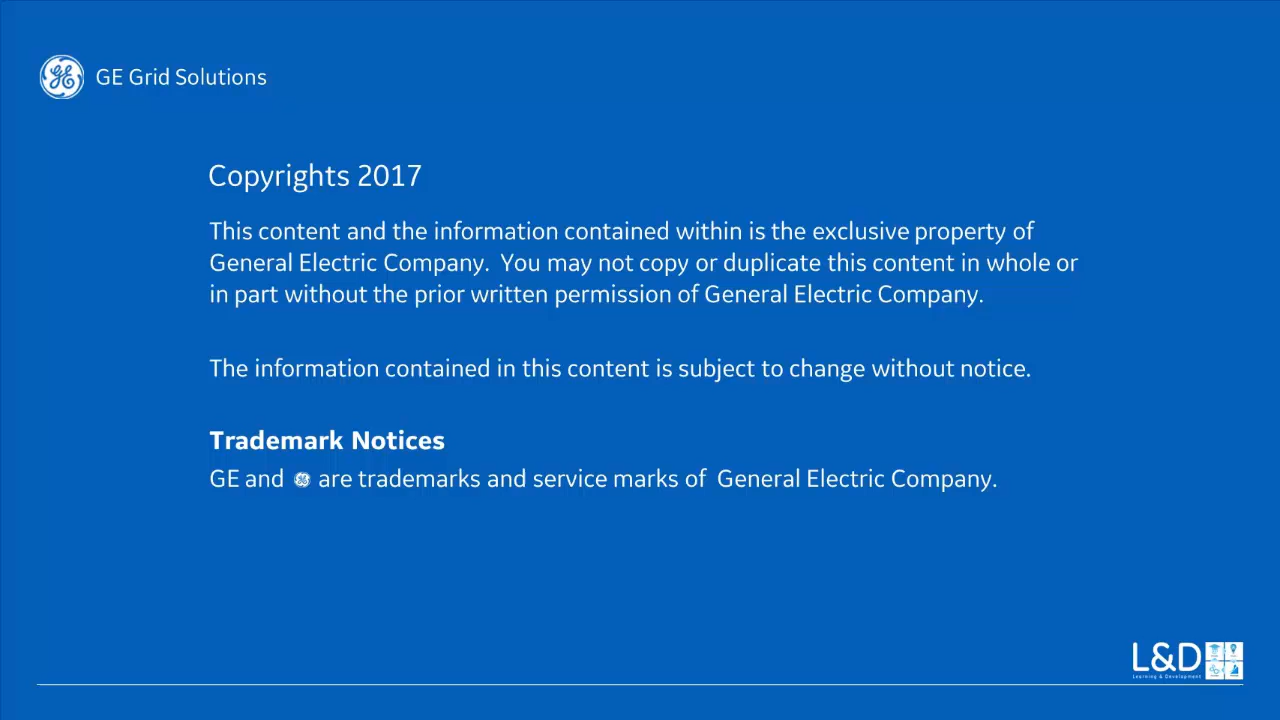 GE Grid Solutions
Copyrights 2017
This content and the information contained within is the exclusive property of
General Electric Company.  You may not copy or duplicate this content in whole or
in part without the prior written permission of General Electric Company.
The information contained in this content is subject to change without notice.
Trademark Notices
GE and GE are trademarks and service marks of  General Electric Company.
L&D
Learning & Development